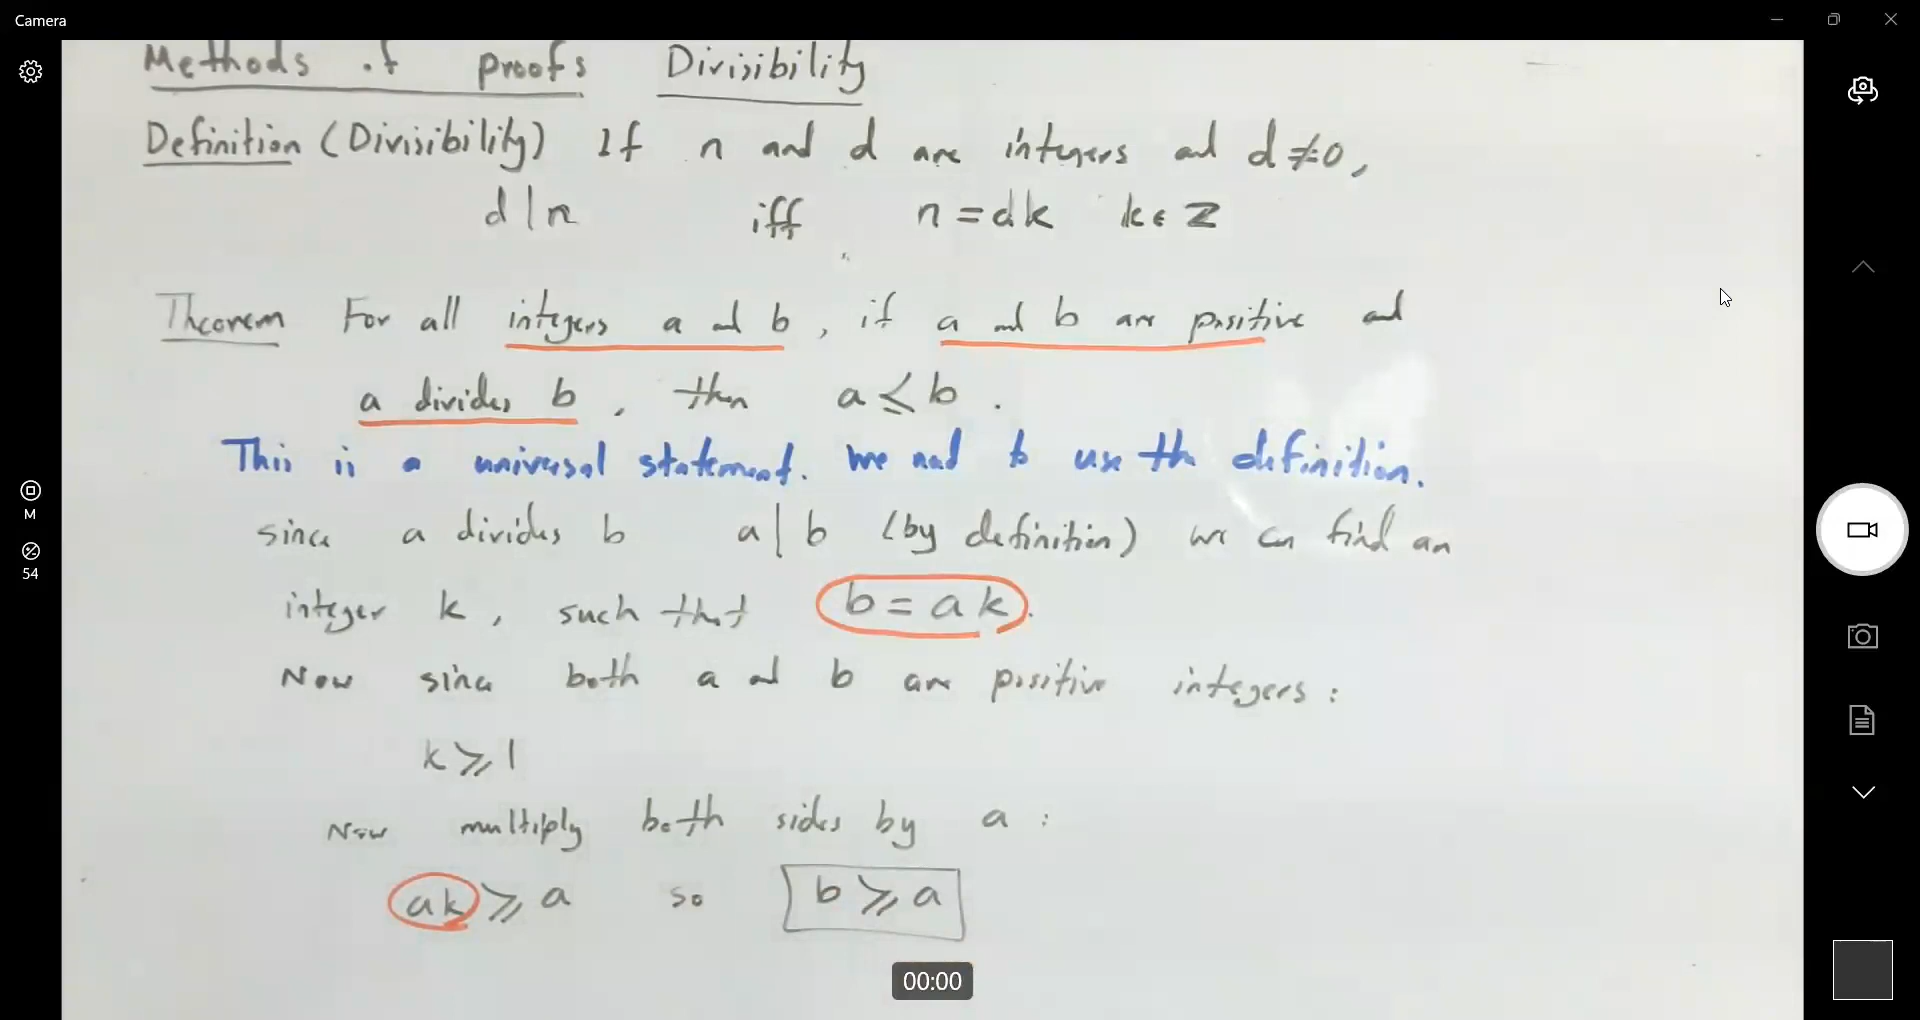 Camera
Methods of proofs Divisibility
Definition (Divisibility) If n and d are integers and d≠0,
d|n iff n=dk k∈Z
Theorem For all integers a and b, if a and b are positive and
a divides b, then a⩽b.
This is a universal statement. We need to use the definition.
since a divides b a|b (by definition) we can find an
integer k, such that b=ak.
Now since both a and b are positive integers:
k⩾1
Now multiply both sides by a:
ak⩾a so b⩾a
M
54
00:00